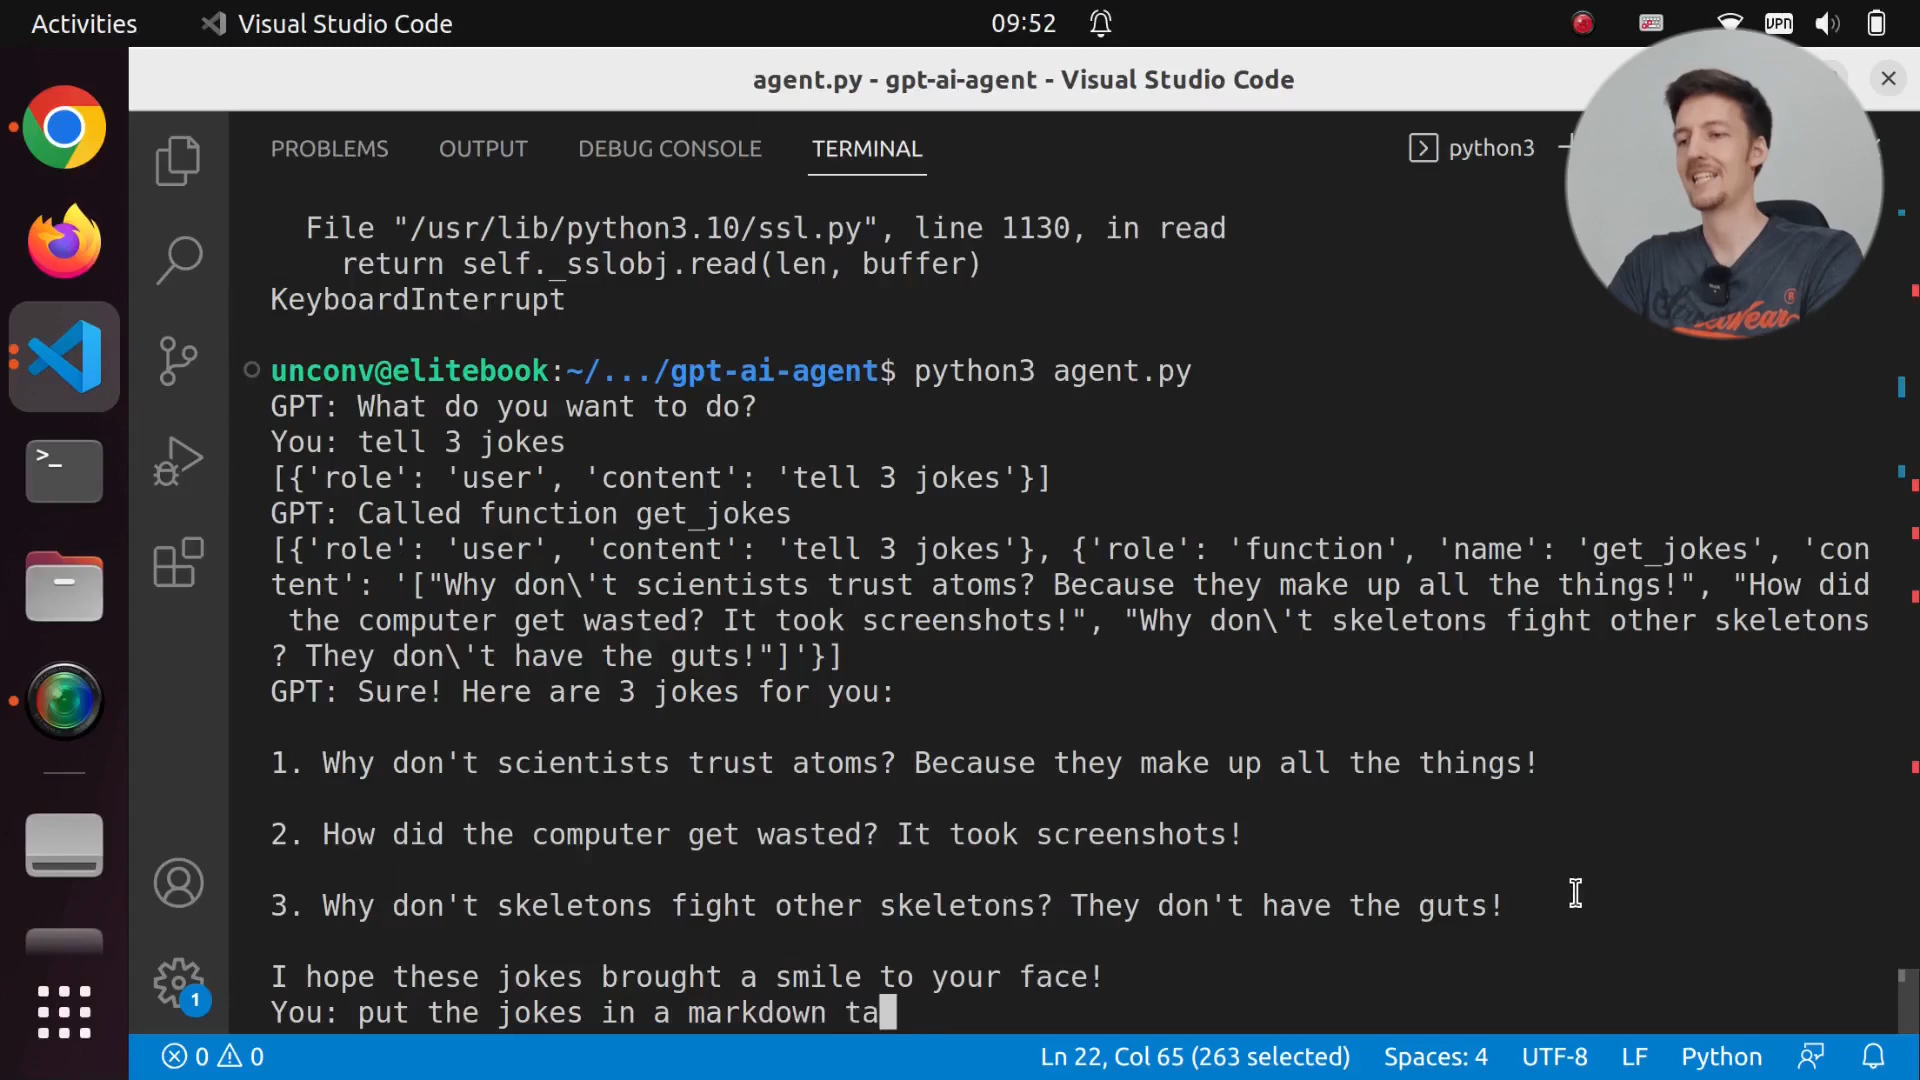 Activities
Visual Studio Code
09:52
VPN
agent.py - gpt-ai-agent - Visual Studio Code
PROBLEMS
OUTPUT
DEBUG CONSOLE
TERMINAL
python3
File "/usr/lib/python3.10/ssl.py", line 1130, in read
return self._sslobj.read(len, buffer)
KeyboardInterrupt
unconv@elitebook:~/.../gpt-ai-agent$ python3 agent.py
GPT: What do you want to do?
You: tell 3 jokes
[{'role': 'user', 'content': 'tell 3 jokes'}]
GPT: Called function get_jokes
[{'role': 'user', 'content': 'tell 3 jokes'}, {'role': 'function', 'name': 'get_jokes', 'con
tent': '["Why don\'t scientists trust atoms? Because they make up all the things!", "How did
the computer get wasted? It took screenshots!", "Why don\'t skeletons fight other skeletons
? They don\'t have the guts!"]'}]
GPT: Sure! Here are 3 jokes for you:
1. Why don't scientists trust atoms? Because they make up all the things!
2. How did the computer get wasted? It took screenshots!
3. Why don't skeletons fight other skeletons? They don't have the guts!
I hope these jokes brought a smile to your face!
You: put the jokes in a markdown ta
1
0
0
Ln 22, Col 65 (263 selected)
Spaces: 4
UTF-8
LF
Python